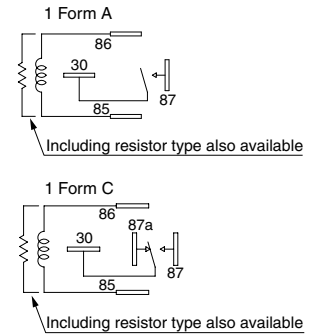 1 Form A
86
30
85
87
Including resistor type also available
1 Form C
86
87a
30
85
87
Including resistor type also available